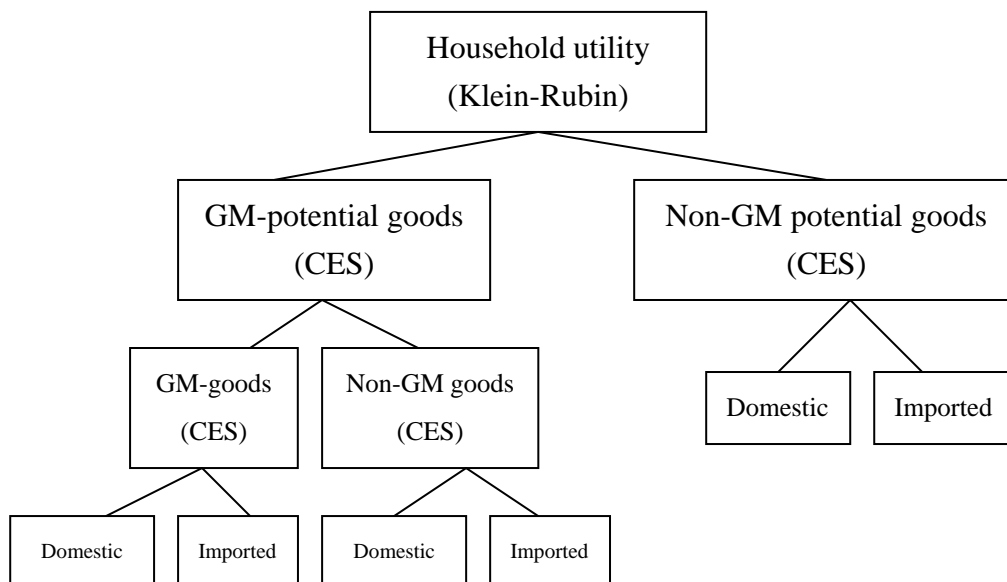 Household utility
(Klein-Rubin)
GM-potential goods
(CES)
Non-GM potential goods
(CES)
GM-goods
(CES)
Non-GM goods
(CES)
Domestic
Imported
Domestic
Imported
Domestic
Imported